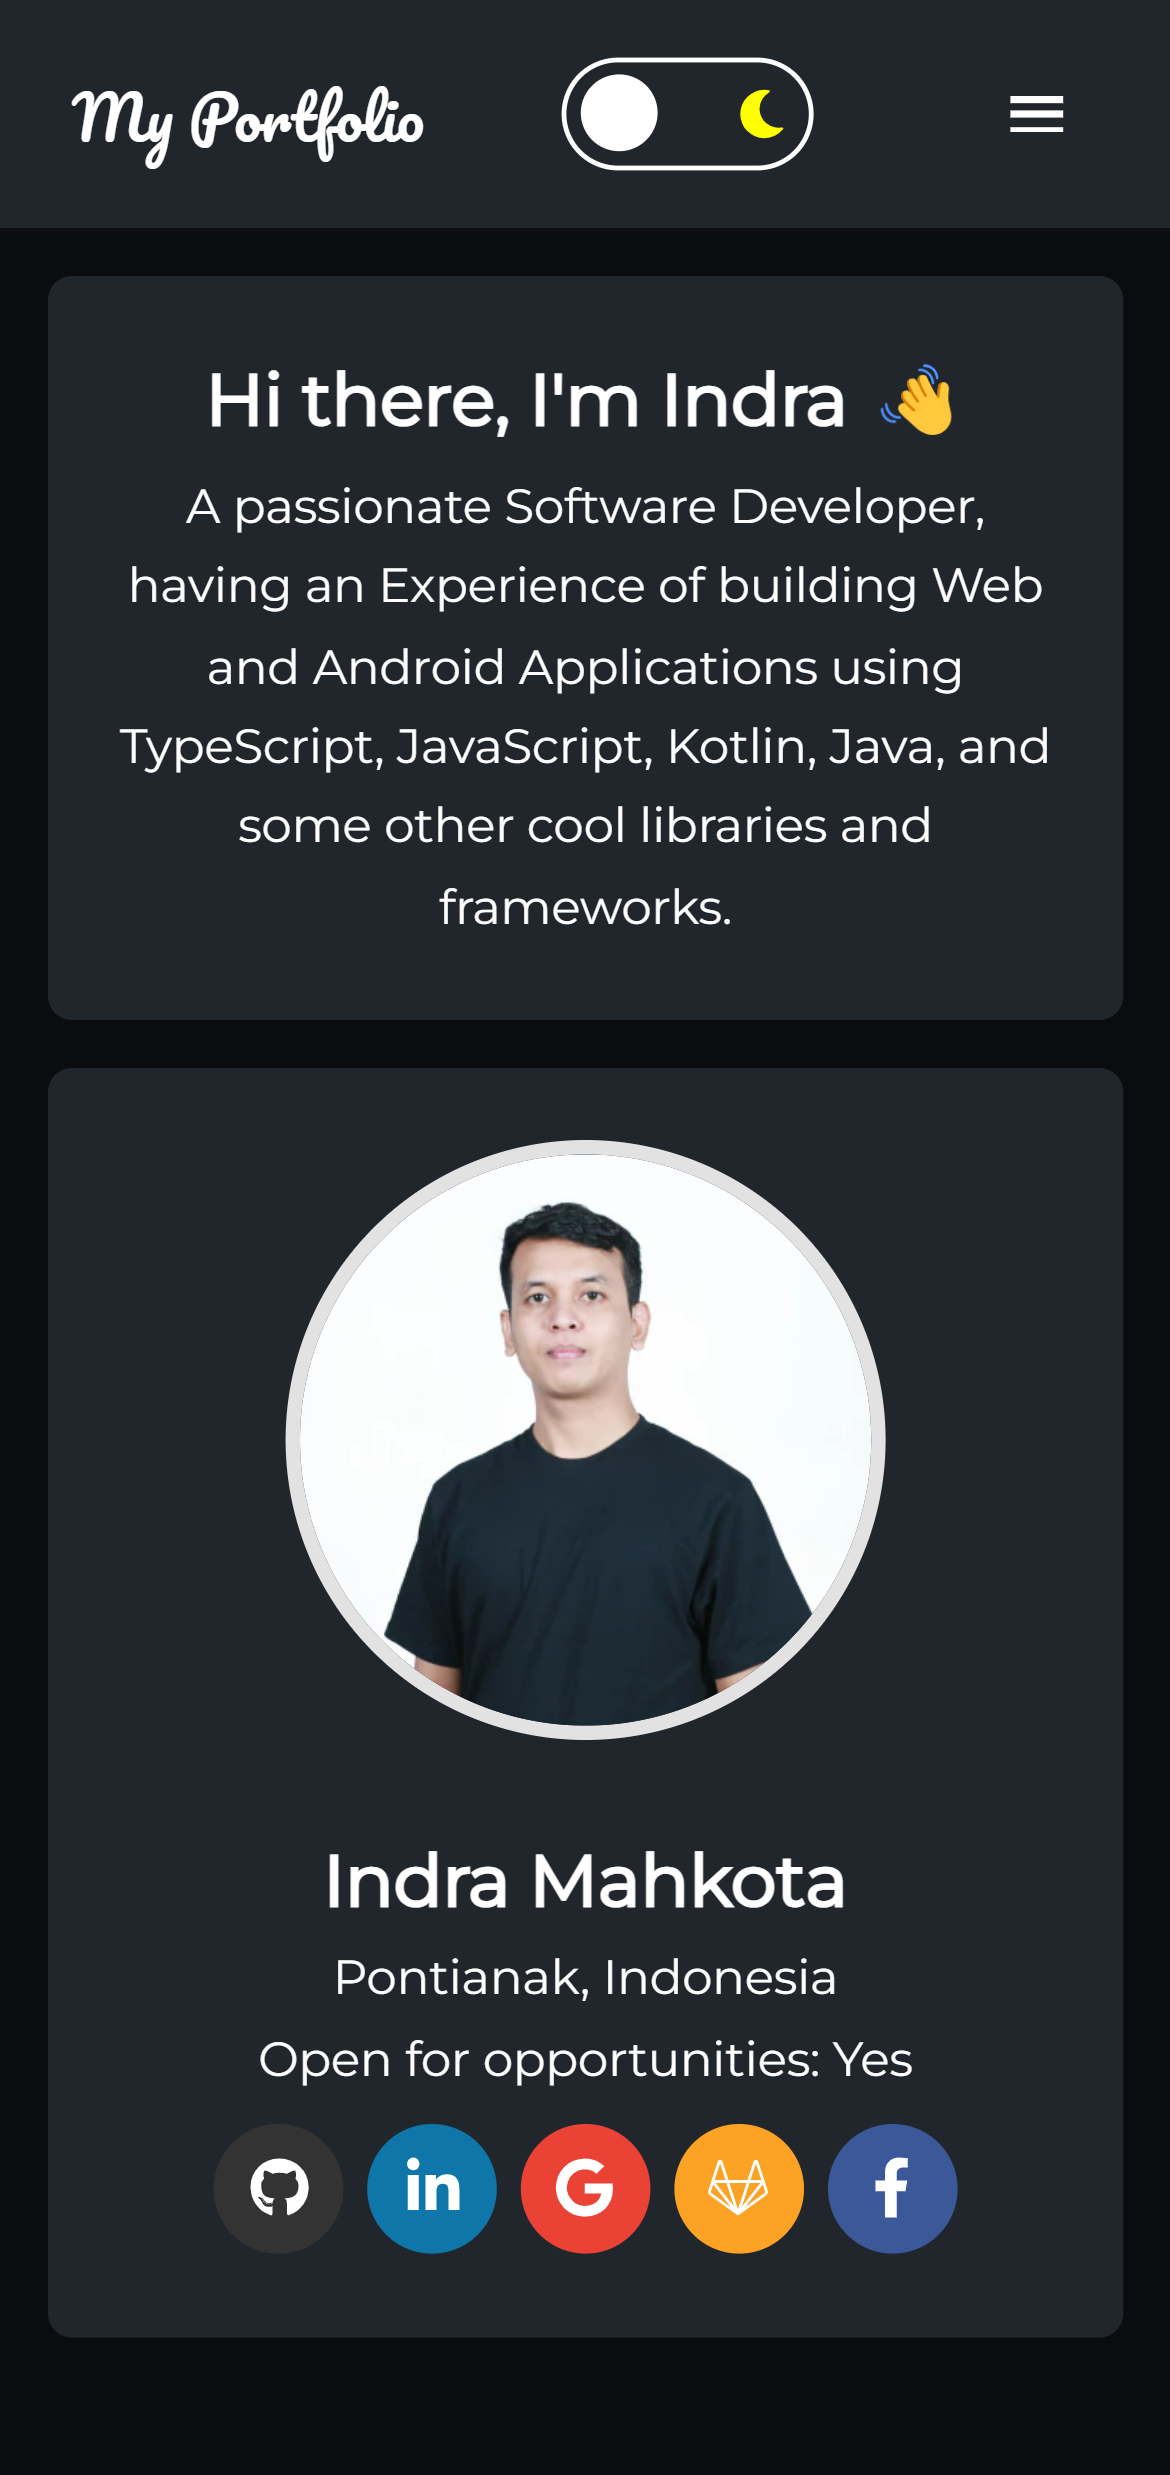 My Portfolio
Hi there, I'm Indra 👋
A passionate Software Developer,
having an Experience of building Web
and Android Applications using
TypeScript, JavaScript, Kotlin, Java, and
some other cool libraries and
frameworks.
Indra Mahkota
Pontianak, Indonesia
Open for opportunities: Yes